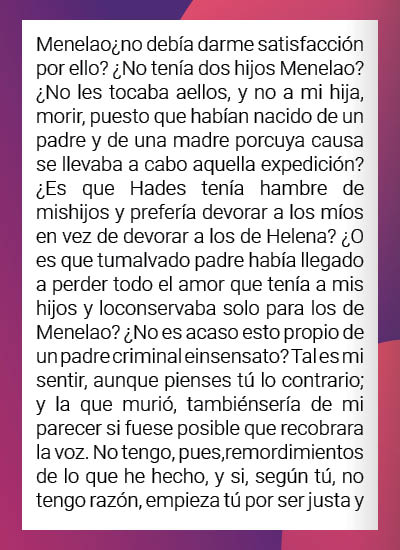 Menelao¿no debía darme satisfacción
por ello? ¿No tenía dos hijos Menelao?
¿No les tocaba aellos, y no a mi hija,
morir, puesto que habían nacido de un
padre y de una madre porcuya causa
se llevaba a cabo aquella expedición?
¿Es que Hades tenía hambre de
mishijos y prefería devorar a los míos
en vez de devorar a los de Helena? ¿O
es que tumalvado padre había llegado
a perder todo el amor que tenía a mis
hijos y loconservaba solo para los de
Menelao? ¿No es acaso esto propio de
un padre criminal einsensato? Tal es mi
sentir, aunque pienses tú lo contrario;
y la que murió, tambiénsería de mi
parecer si fuese posible que recobrara
la voz. No tengo, pues,remordimientos
de lo que he hecho, y si, según tú, no
tengo razón, empieza tú por ser justa y